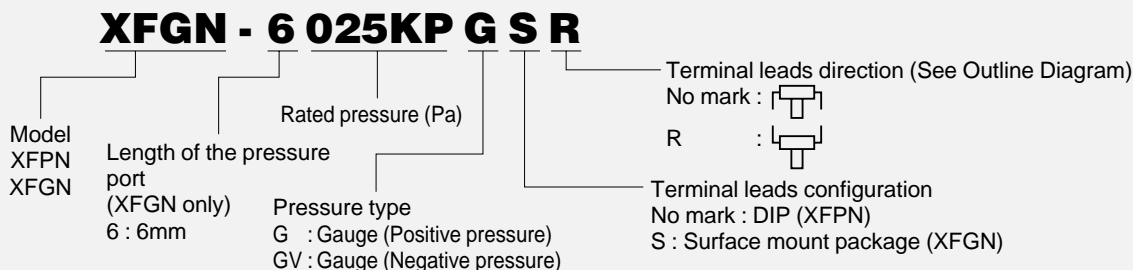 XFGN - 6 025KP G S R
Terminal leads direction (See Outline Diagram)
No mark :
R :
Rated pressure (Pa)
Model
XFPN
XFGN
Length of the pressure
port
(XFGN only)
6 : 6mm
Terminal leads configuration
No mark : DIP (XFPN)
S : Surface mount package (XFGN)
Pressure type
G : Gauge (Positive pressure)
GV : Gauge (Negative pressure)